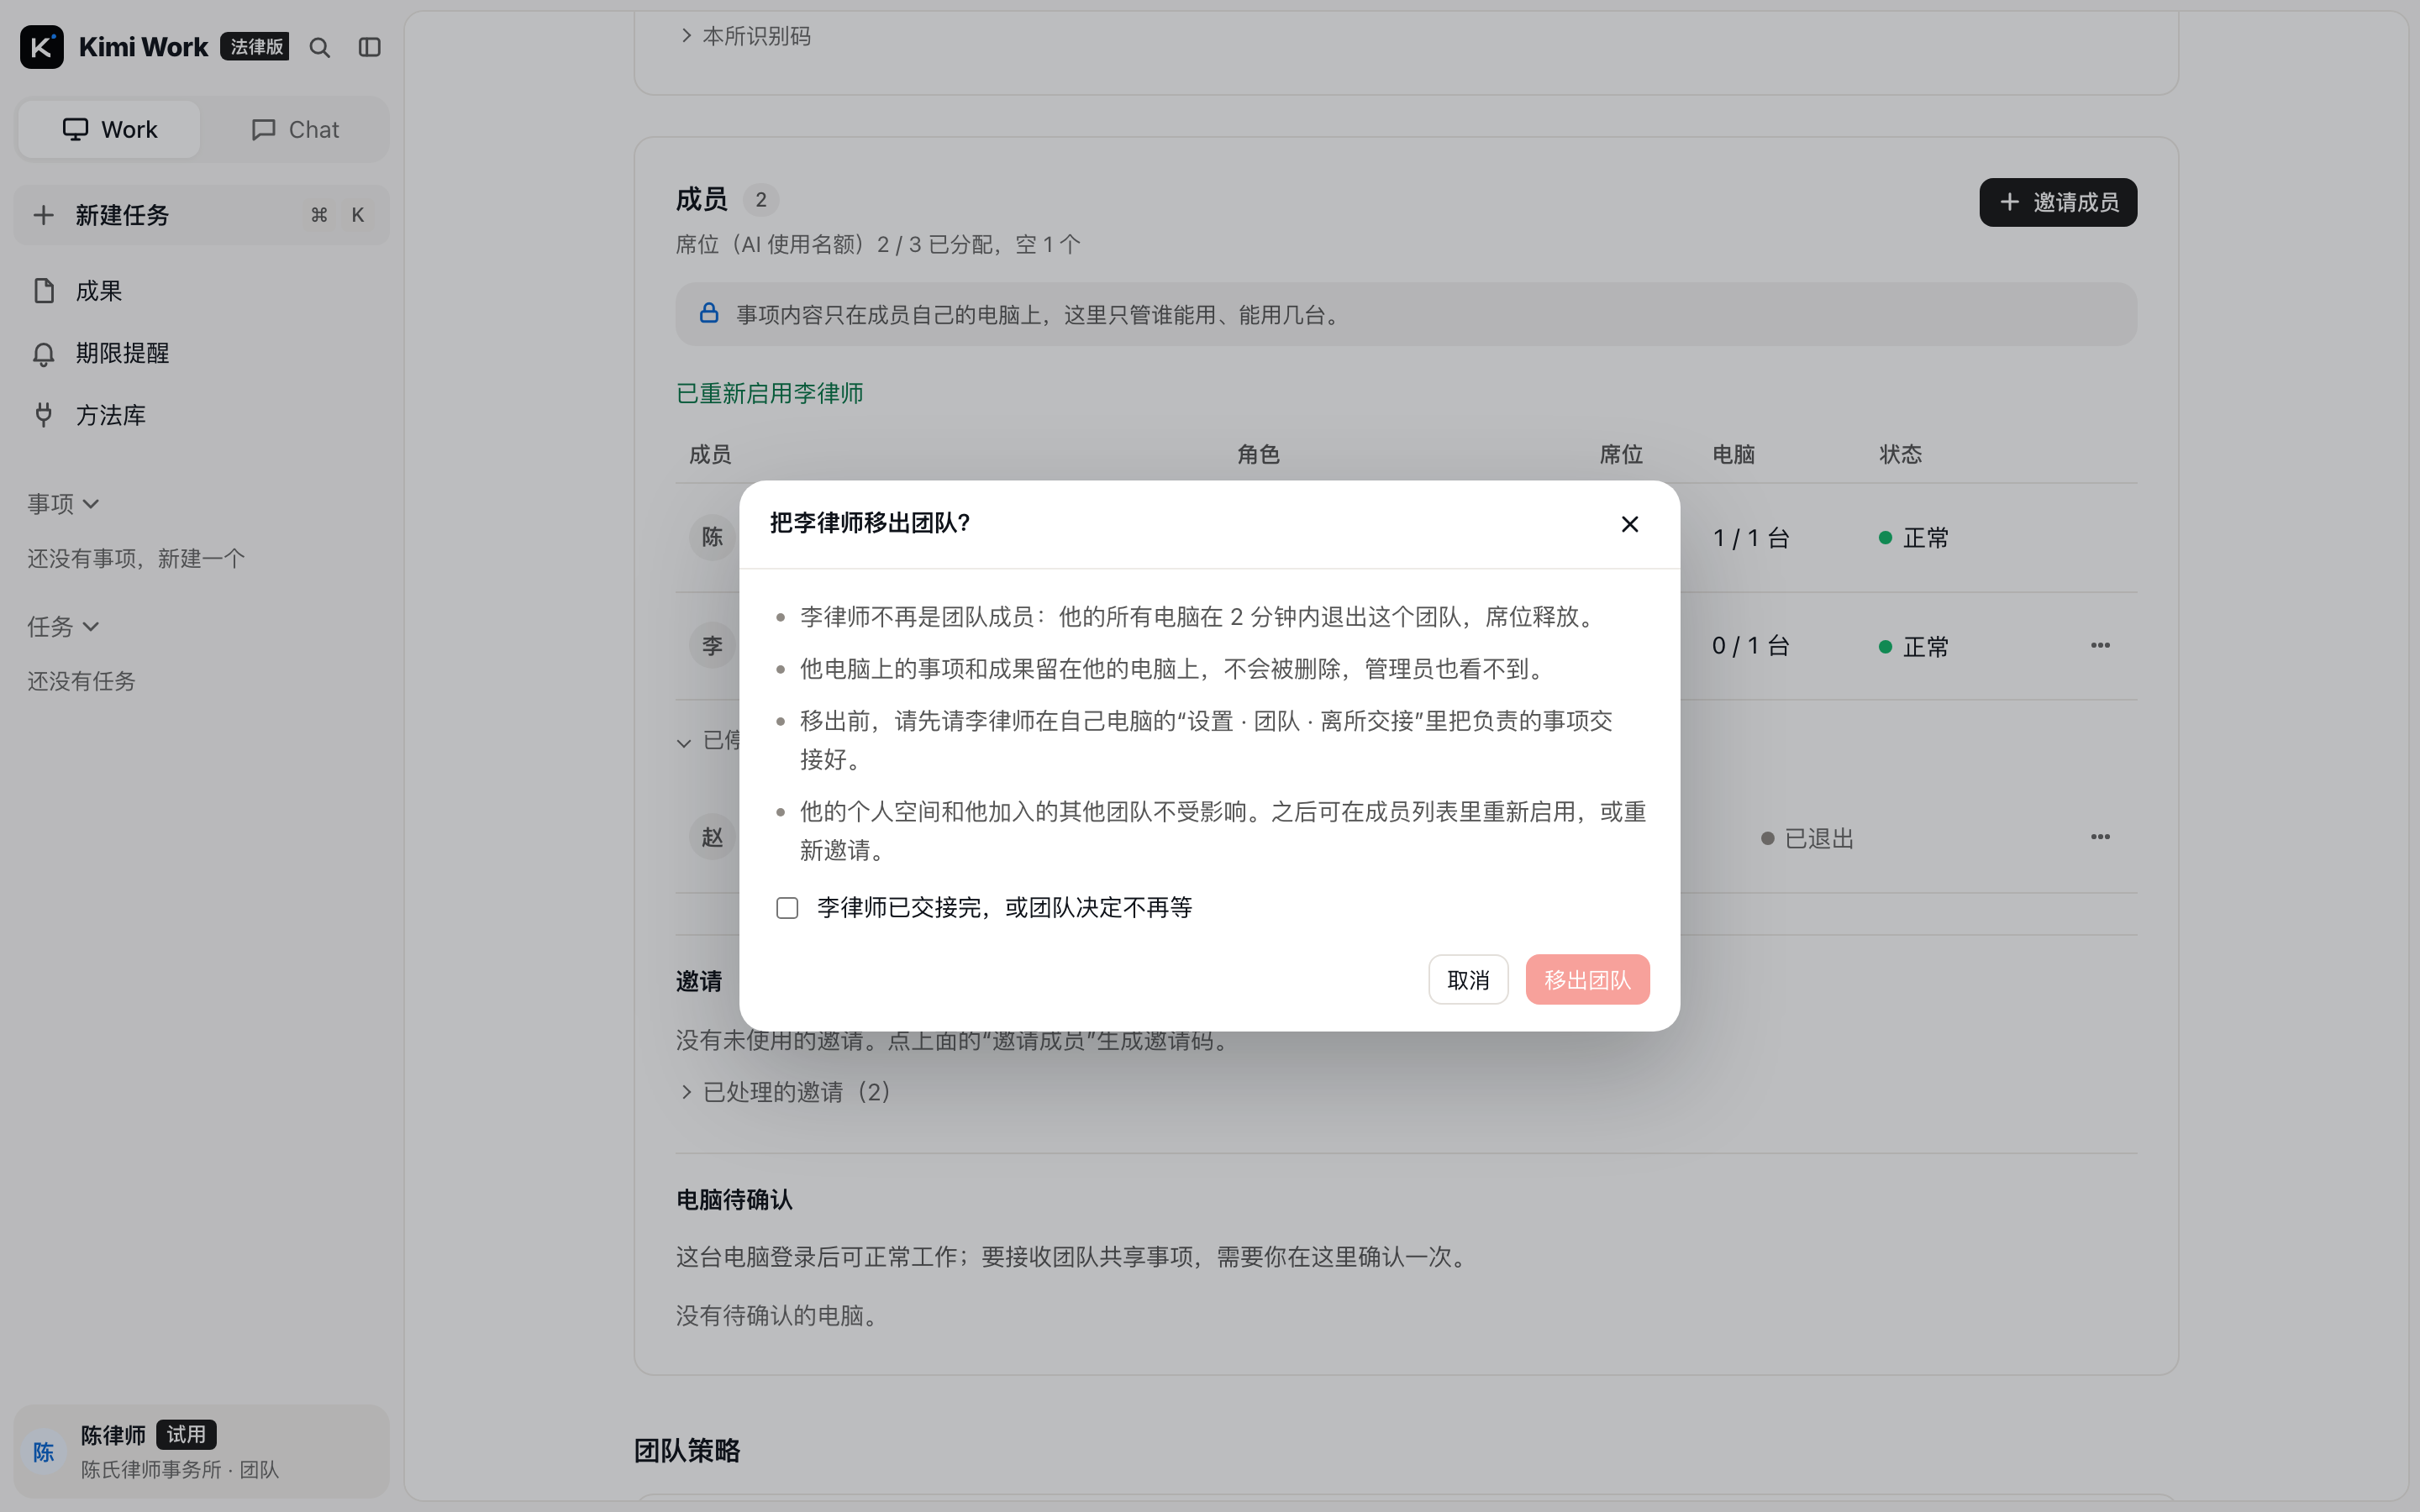 Kimi Work 法律版
Work
Chat
新建任务 ⌘ K
成果
期限提醒
方法库
事项
还没有事项，新建一个
任务
还没有任务
陈
陈律师 试用
陈氏律师事务所 · 团队
本所识别码
成员 2
邀请成员
席位（AI 使用名额）2 / 3 已分配，空 1 个
事项内容只在成员自己的电脑上，这里只管谁能用、能用几台。
已重新启用李律师
成员 角色 席位 电脑 状态
陈 1 / 1 台 正常
李 0 / 1 台 正常
已停
赵 已退出
把李律师移出团队？
李律师不再是团队成员：他的所有电脑在 2 分钟内退出这个团队，席位释放。
他电脑上的事项和成果留在他的电脑上，不会被删除，管理员也看不到。
移出前，请先请李律师在自己电脑的“设置 · 团队 · 离所交接”里把负责的事项交
接好。
他的个人空间和他加入的其他团队不受影响。之后可在成员列表里重新启用，或重
新邀请。
李律师已交接完，或团队决定不再等
取消
移出团队
邀请
没有未使用的邀请。点上面的“邀请成员”生成邀请码。
已处理的邀请（2）
电脑待确认
这台电脑登录后可正常工作；要接收团队共享事项，需要你在这里确认一次。
没有待确认的电脑。
团队策略